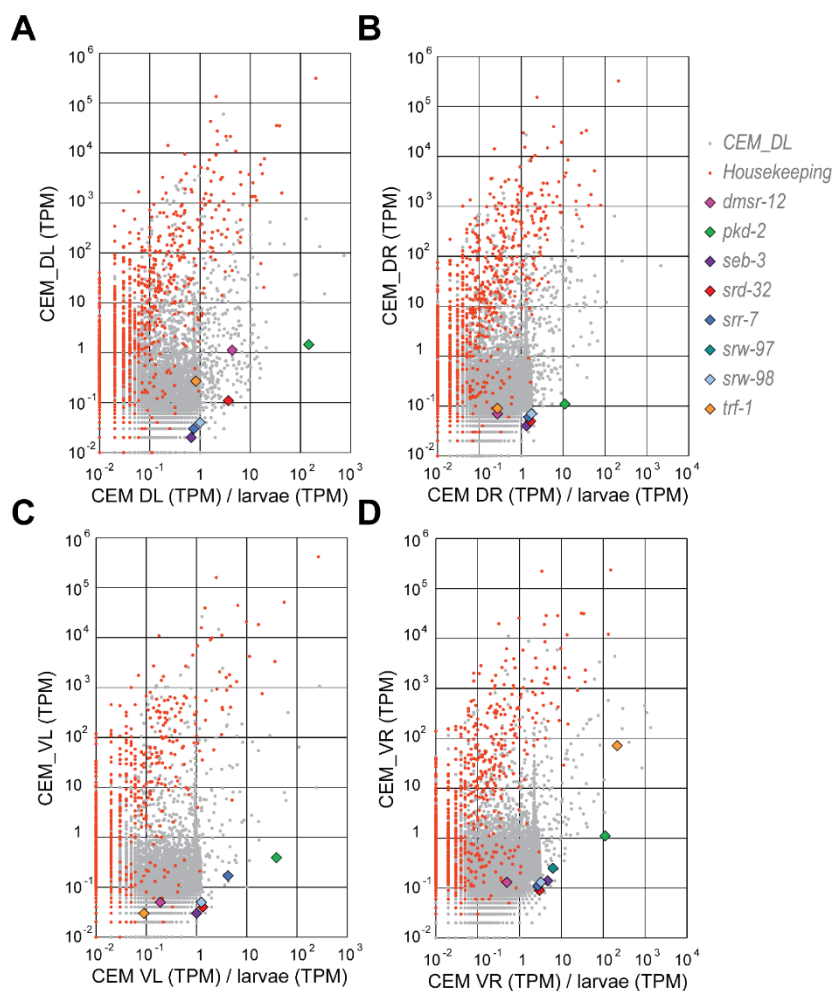 A
B
10^6
10^5
10^4
10^3
10^2
10
1
10^-1
10^-2
CEM_DL (TPM)
10^-2 10^-1 1 10 10^2 10^3
CEM DL (TPM) / larvae (TPM)
10^6
10^5
10^4
10^3
10^2
10
1
10^-1
10^-2
CEM_DR (TPM)
10^-2 10^-1 1 10 10^2 10^3 10^4
CEM DR (TPM) / larvae (TPM)
CEM_DL
Housekeeping
dmsr-12
pkd-2
seb-3
srd-32
srr-7
srw-97
srw-98
trf-1
C
D
10^6
10^5
10^4
10^3
10^2
10
1
10^-1
10^-2
CEM_VL (TPM)
10^-2 10^-1 1 10 10^2 10^3
CEM VL (TPM) / larvae (TPM)
10^6
10^5
10^4
10^3
10^2
10
1
10^-1
10^-2
CEM_VR (TPM)
10^-2 10^-1 1 10 10^2 10^3 10^4
CEM VR (TPM) / larvae (TPM)